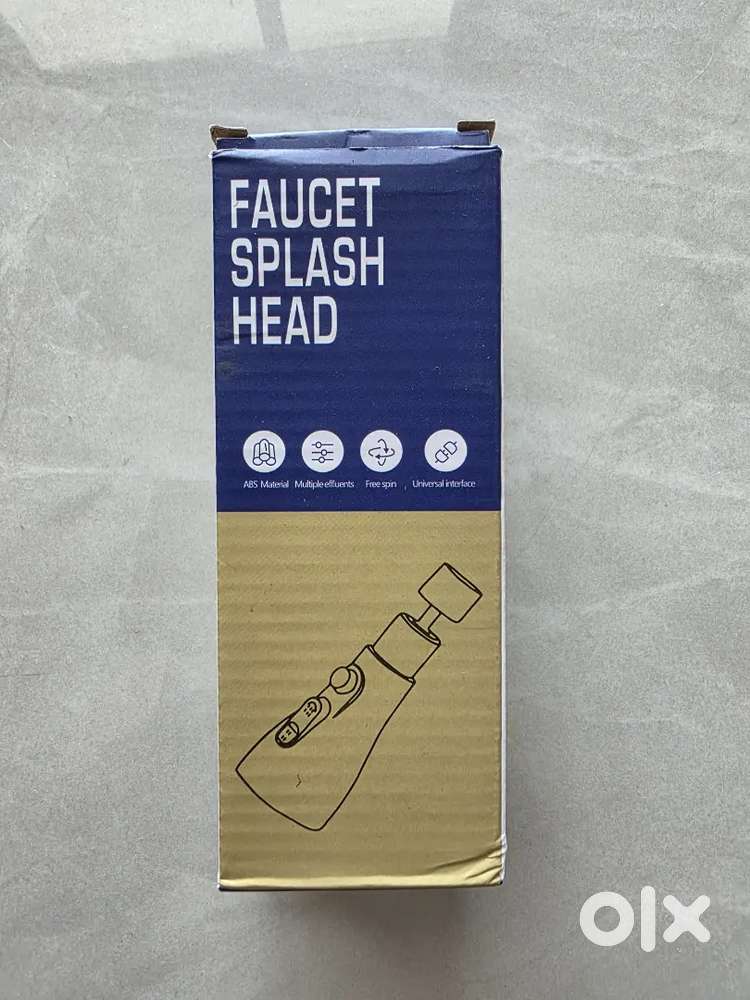 FAUCET
SPLASH
HEAD
ABS Material Multiple effluents Free spin , Universal interface
olx